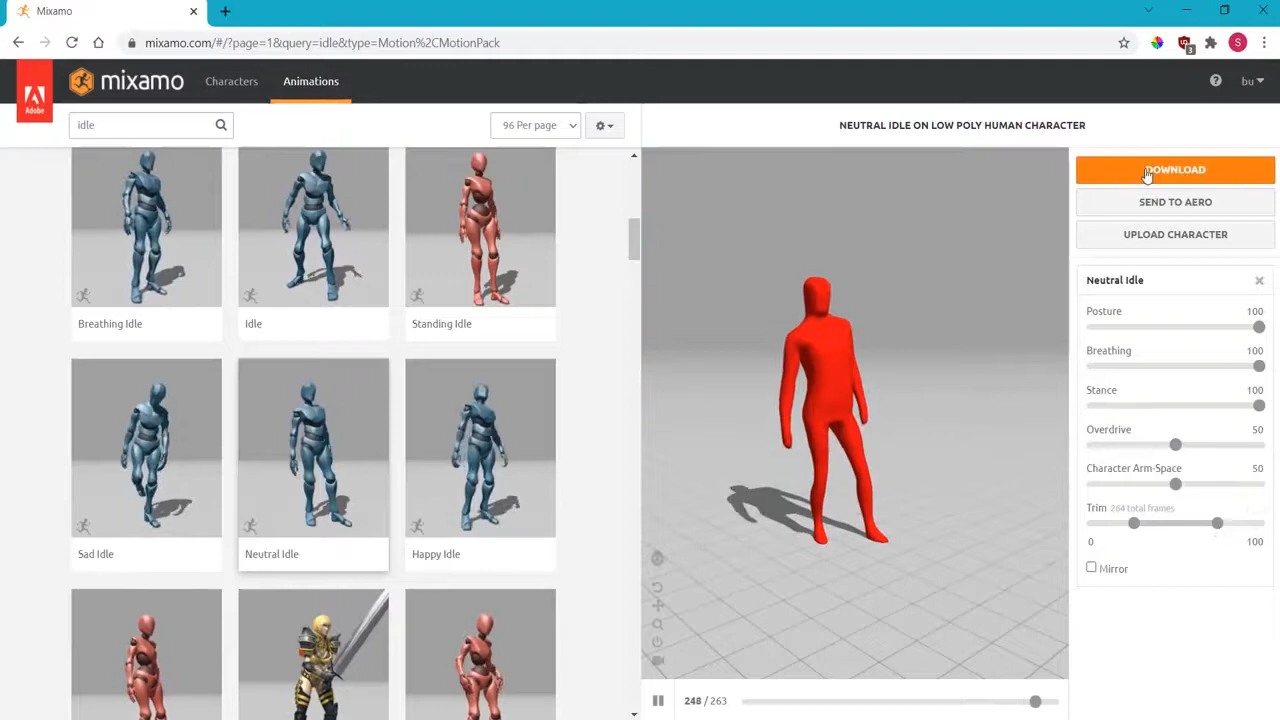 Mixamo
mixamo.com/#/?page=1&query=idle&type=Motion%2CMotionPack
3
S
Adobe
mixamo
Characters
Animations
bu
idle
96 Per page
NEUTRAL IDLE ON LOW POLY HUMAN CHARACTER
DOWNLOAD
SEND TO AERO
UPLOAD CHARACTER
Breathing Idle
Idle
Standing Idle
Sad Idle
Neutral Idle
Happy Idle
Neutral Idle
Posture 100
Breathing 100
Stance 100
Overdrive 50
Character Arm-Space 50
Trim 264 total frames
0 100
Mirror
248 / 263